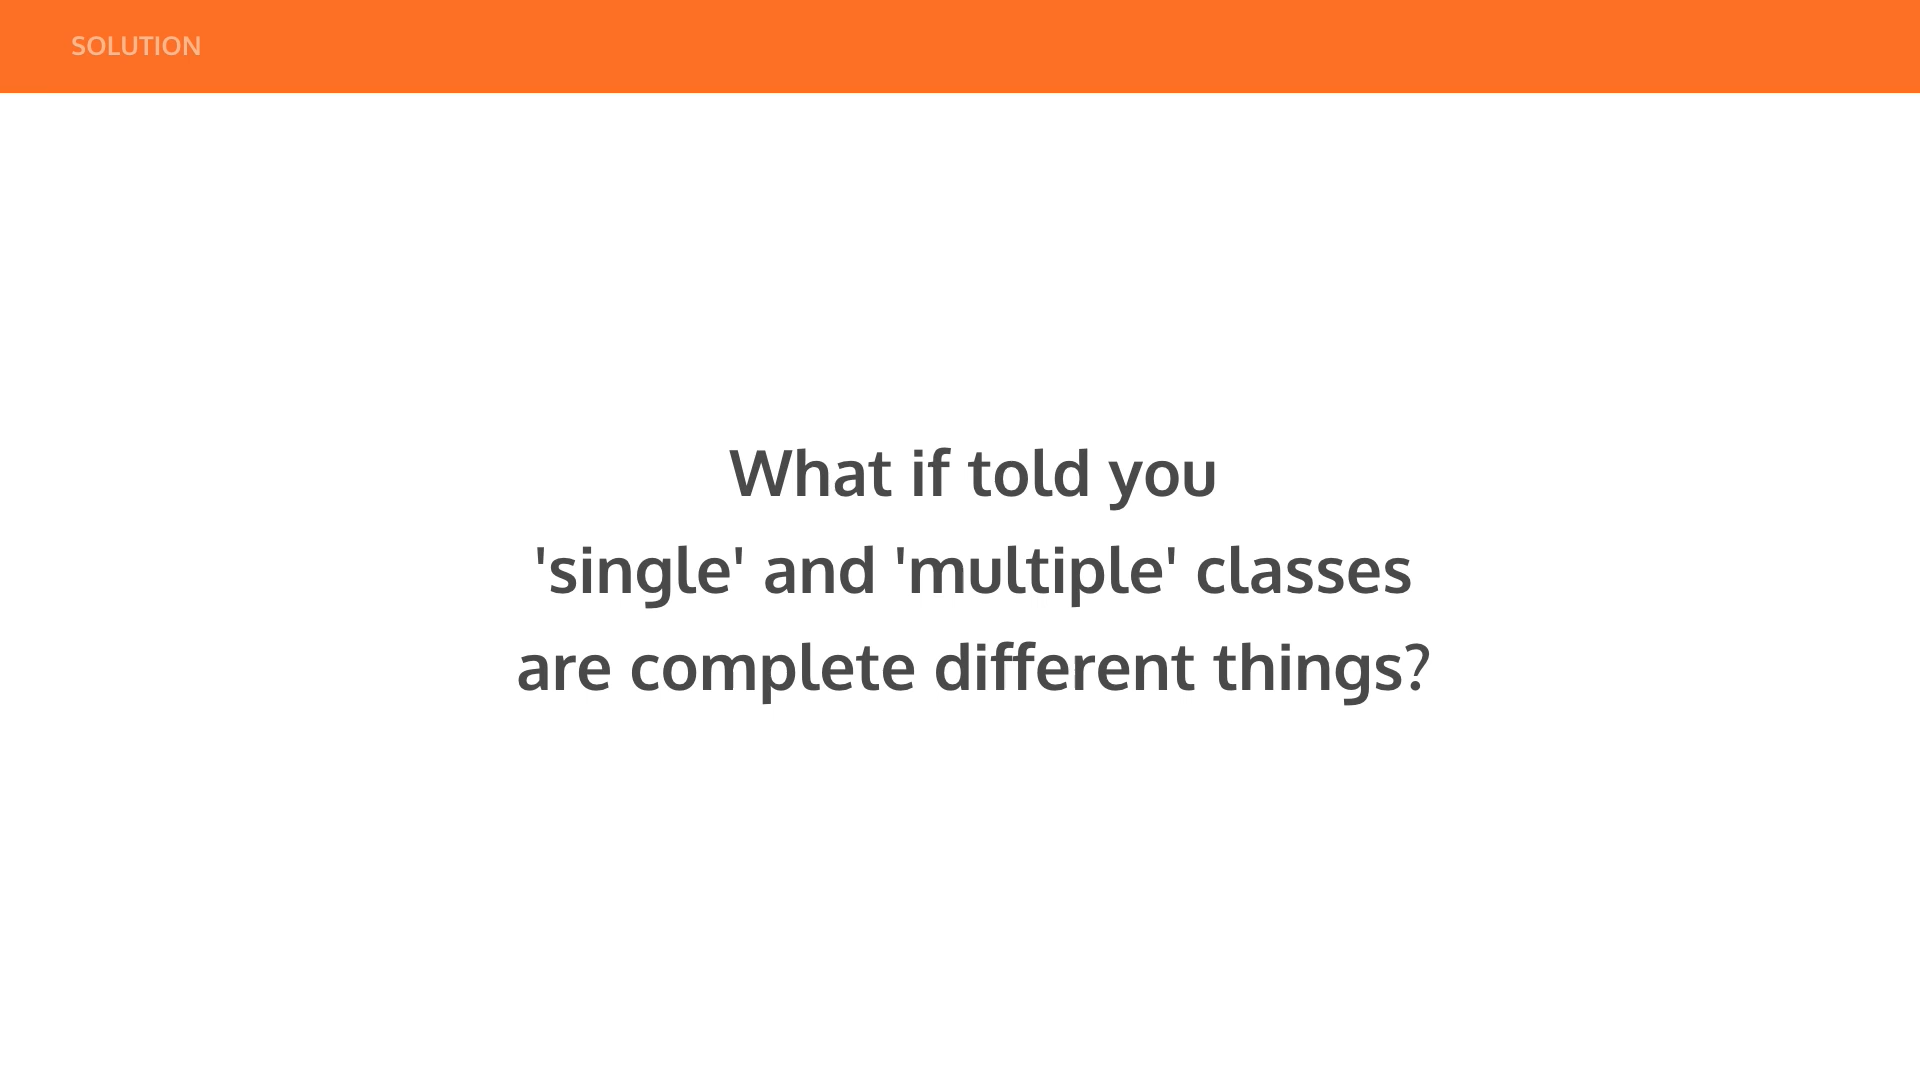 SOLUTION
What if told you
'single' and 'multiple' classes
are complete different things?